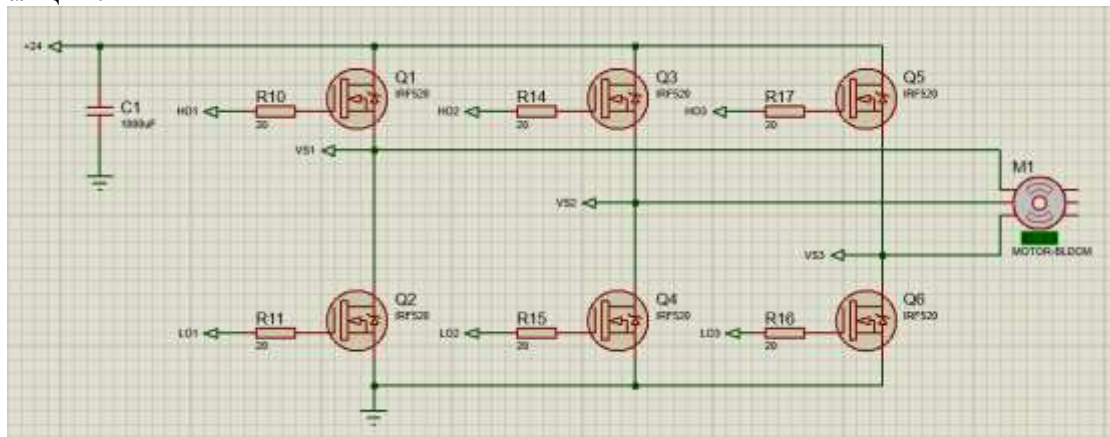 +24
C1
1000uF
HO1
R10
20
Q1
IRF520
HO2
R14
20
Q3
IRF520
HO3
R17
20
Q5
IRF520
VS1
VS2
VS3
M1
MOTOR-BLDCM
LO1
R11
20
Q2
IRF520
LO2
R15
20
Q4
IRF520
LO3
R16
20
Q6
IRF520